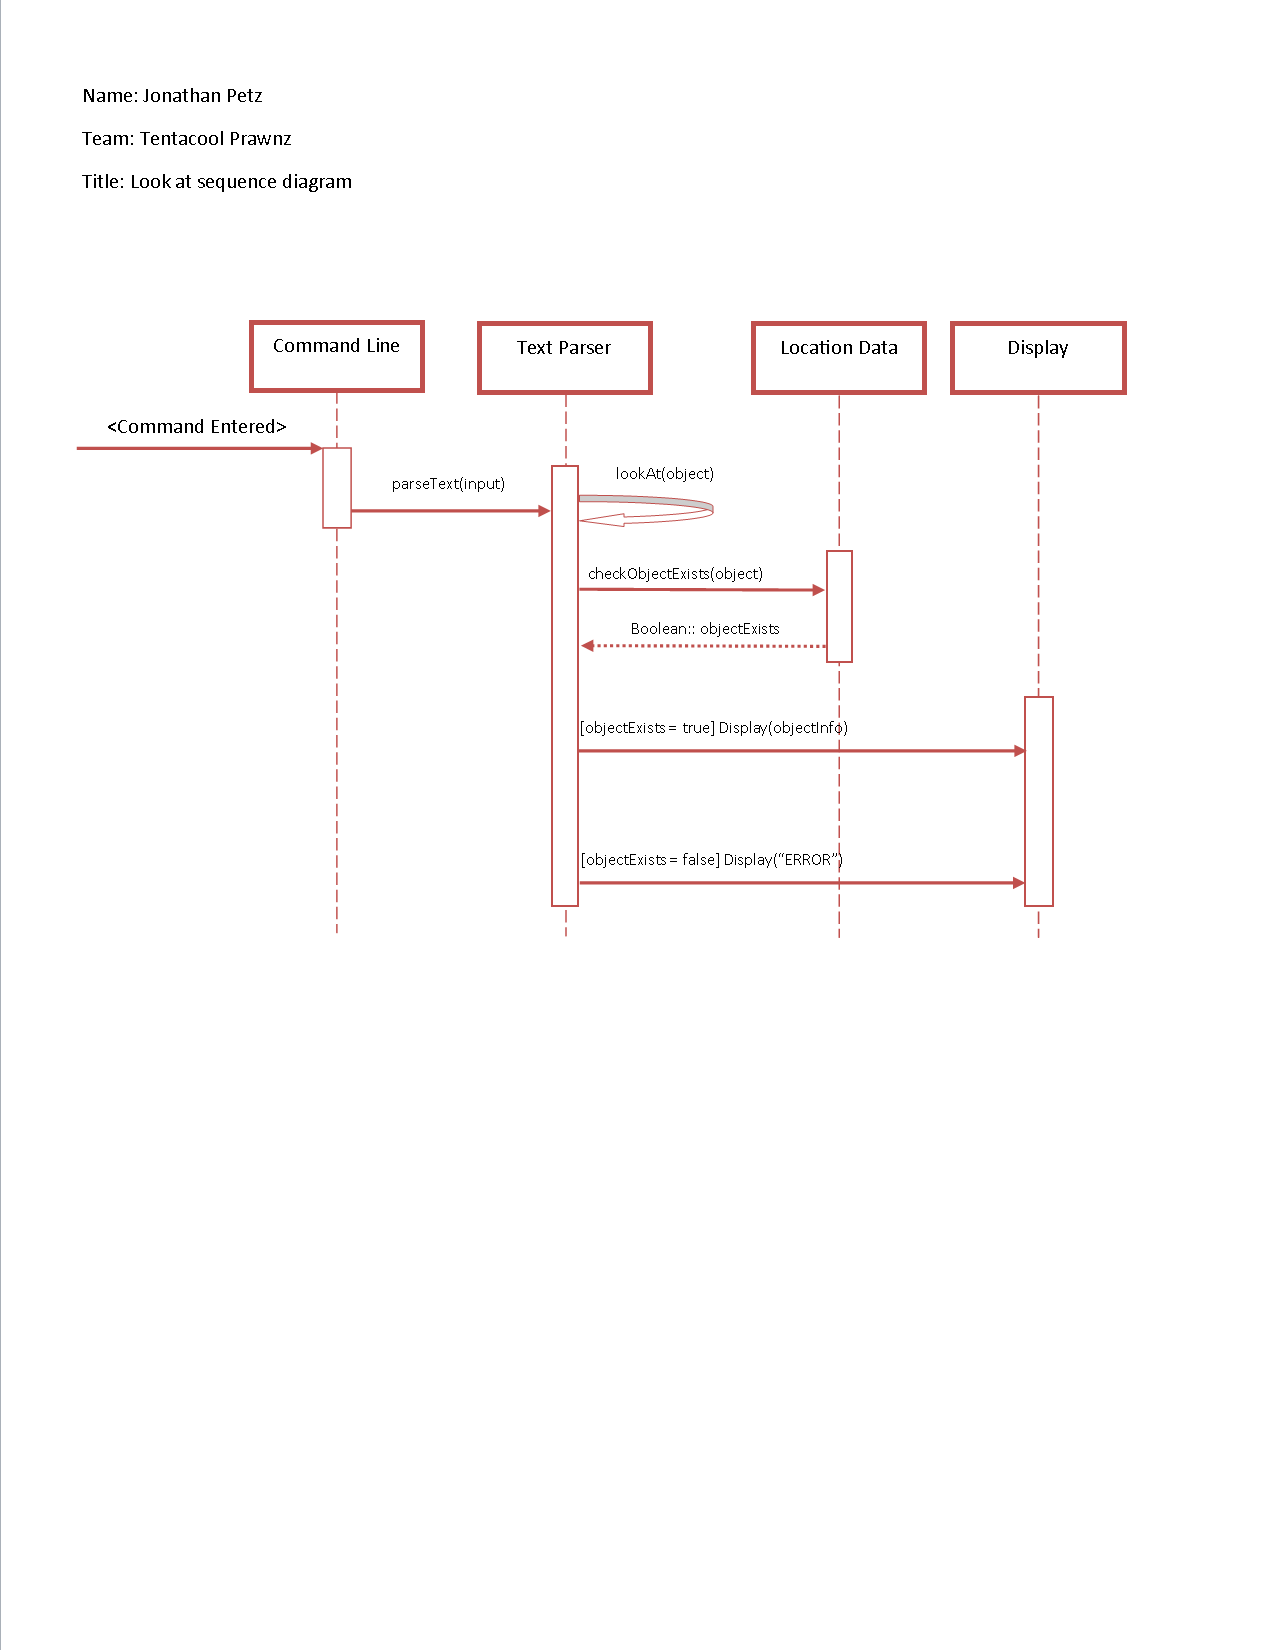 Name: Jonathan Petz
Team: Tentacool Prawnz
Title: Look at sequence diagram
Command Line
Text Parser
Location Data
Display
<Command Entered>
lookAt(object)
parseText(input)
checkObjectExists(object)
Boolean:: objectExists
[objectExists = true] Display(objectInfo)
[objectExists = false] Display(“ERROR”)